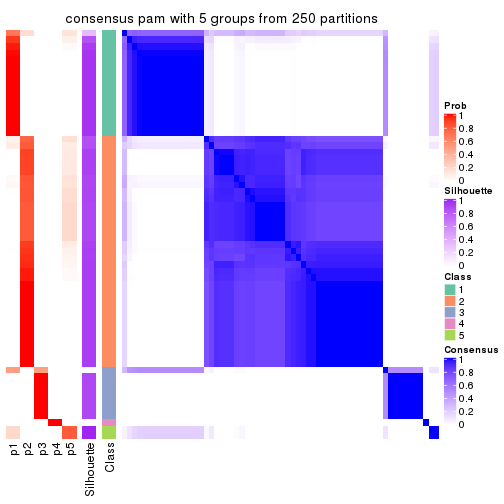 consensus pam with 5 groups from 250 partitions
Prob
1
0.8
0.6
0.4
0.2
0
Silhouette
1
0.8
0.6
0.4
0.2
0
Class
1
2
3
4
5
Consensus
1
0.8
0.6
0.4
0.2
0
p1
p2
p3
p4
p5
Silhouette
Class